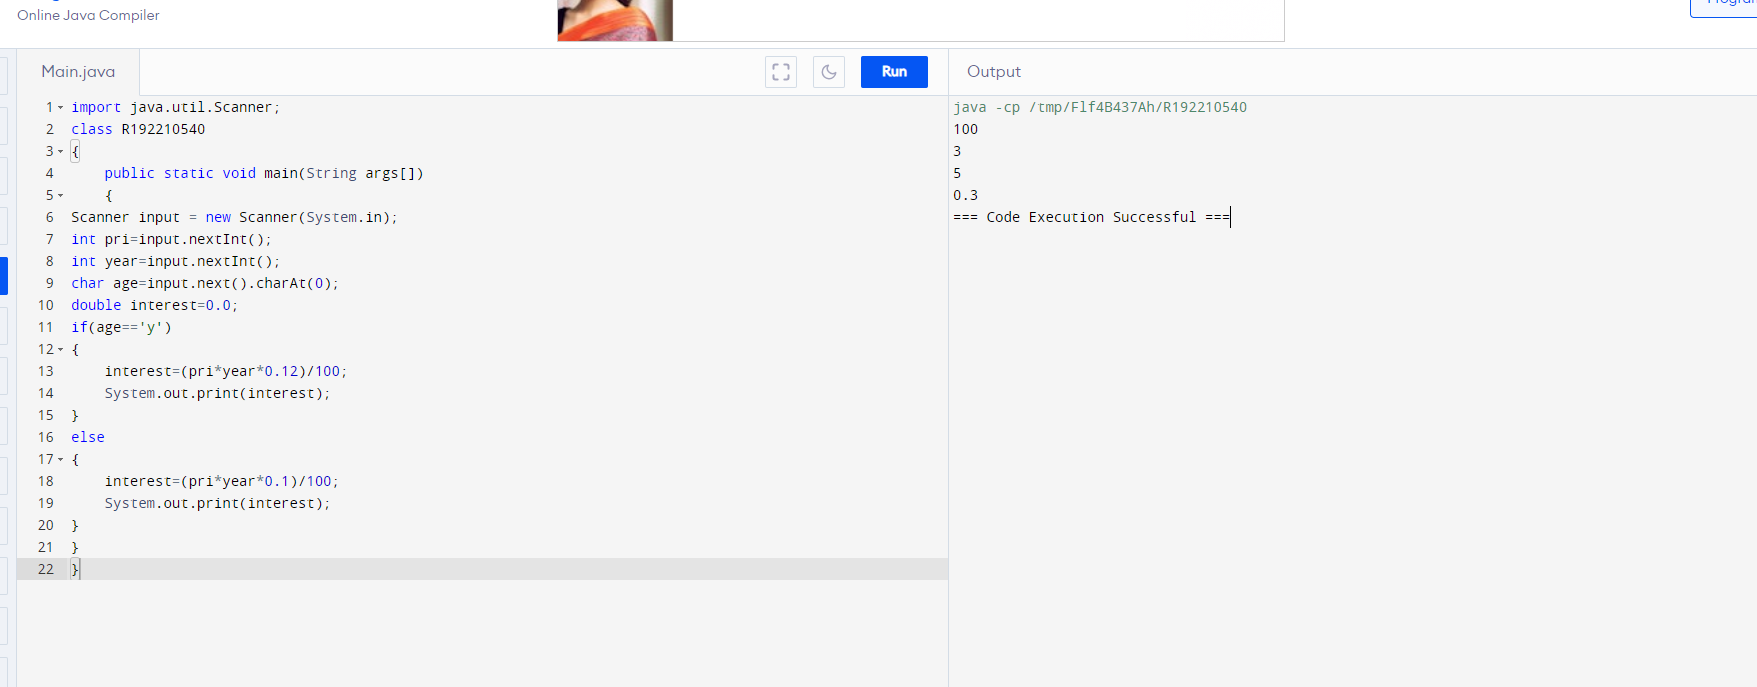 Online Java Compiler
Main.java
Run
Output
1 import java.util.Scanner;
2 class R192210540
3 {
4     public static void main(String args[])
5     {
6 Scanner input = new Scanner(System.in);
7 int pri=input.nextInt();
8 int year=input.nextInt();
9 char age=input.next().charAt(0);
10 double interest=0.0;
11 if(age=='y')
12 {
13     interest=(pri*year*0.12)/100;
14     System.out.print(interest);
15 }
16 else
17 {
18     interest=(pri*year*0.1)/100;
19     System.out.print(interest);
20 }
21 }
22 }
java -cp /tmp/Flf4B437Ah/R192210540
100
3
5
0.3
=== Code Execution Successful ===